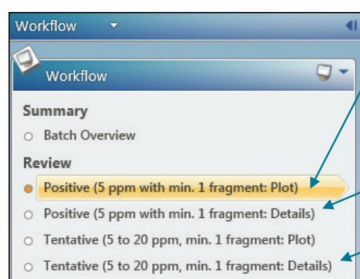 Workflow
Workflow
Summary
Batch Overview
Review
Positive (5 ppm with min. 1 fragment: Plot)
Positive (5 ppm with min. 1 fragment: Details)
Tentative (5 to 20 ppm, min. 1 fragment: Plot)
Tentative (5 to 20 ppm, min. 1 fragment: Details)